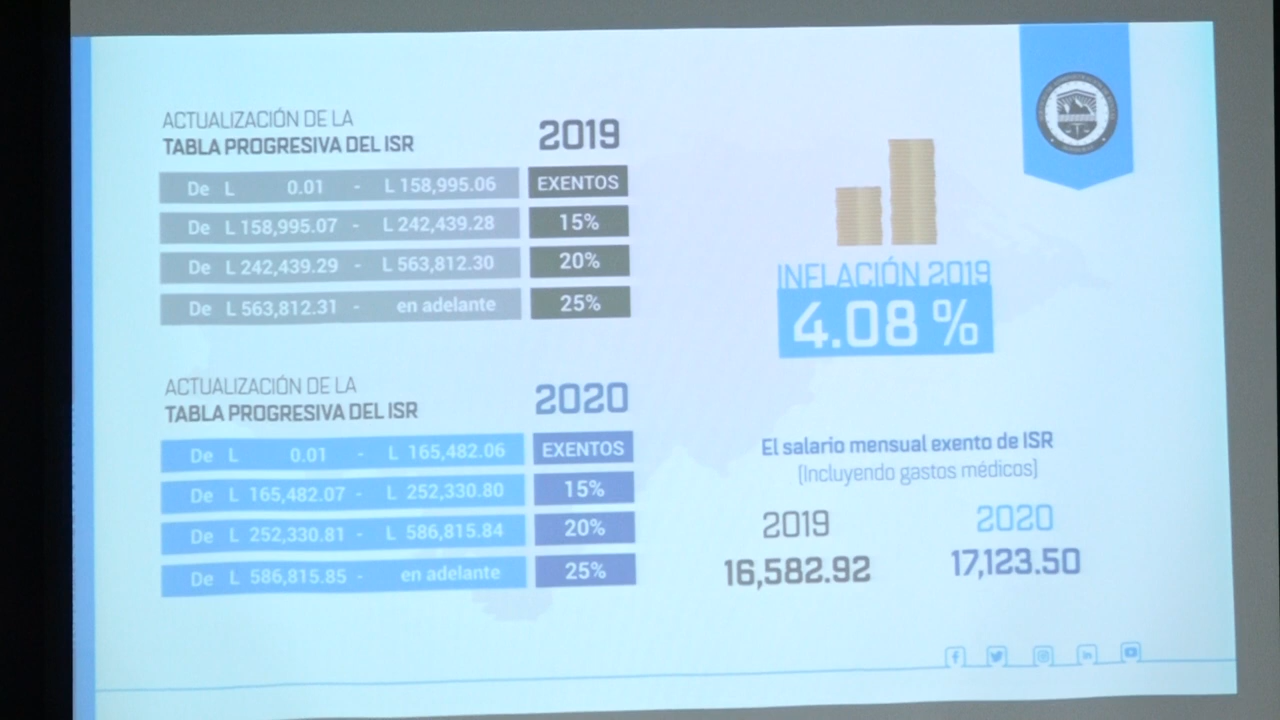 ACTUALIZACIÓN DE LA
TABLA PROGRESIVA DEL ISR 2019
De L 0.01 - L 158,995.06 EXENTOS
De L 158,995.07 - L 242,439.28 15%
De L 242,439.29 - L 563,812.30 20%
De L 563,812.31 - en adelante 25%
INFLACIÓN 2019
4.08 %
ACTUALIZACIÓN DE LA
TABLA PROGRESIVA DEL ISR 2020
De L 0.01 - L 165,482.06 EXENTOS
De L 165,482.07 - L 252,330.80 15%
De L 252,330.81 - L 586,815.84 20%
De L 586,815.85 - en adelante 25%
El salario mensual exento de ISR
(Incluyendo gastos médicos)
2019 2020
16,582.92 17,123.50